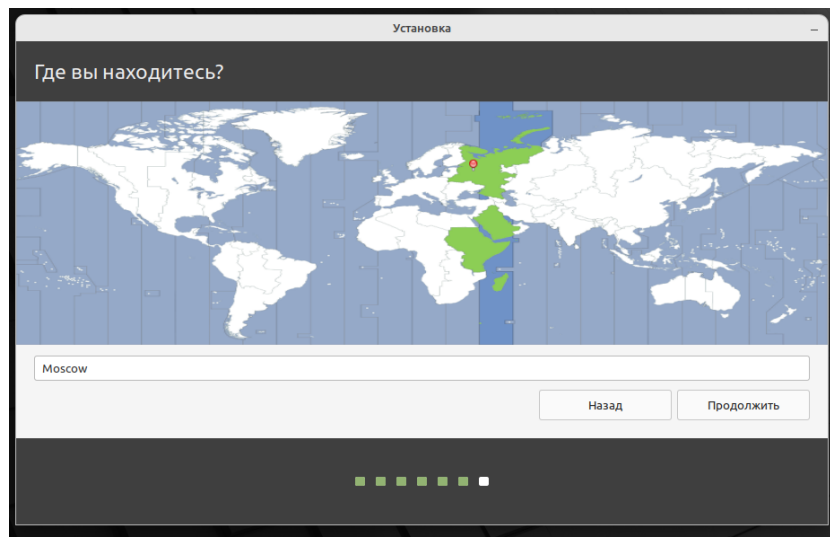 Установка
Где вы находитесь?
Moscow
Назад
Продолжить